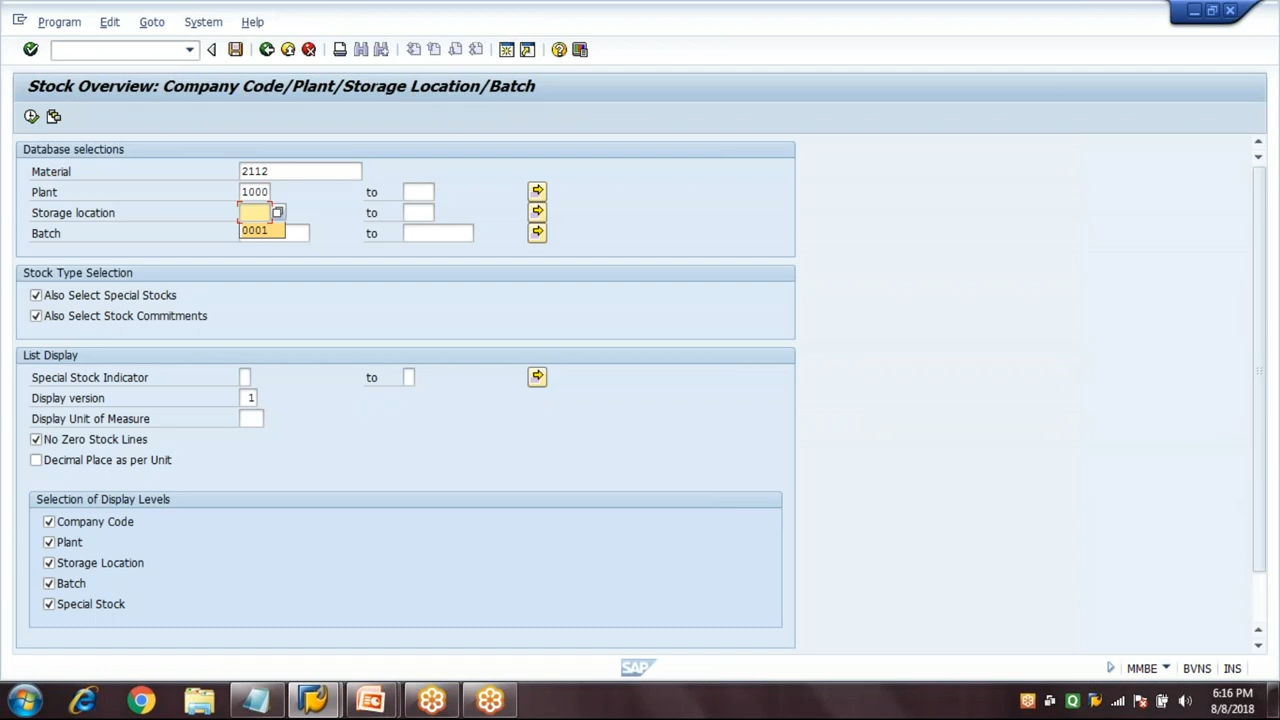 Program Edit Goto System Help
Stock Overview: Company Code/Plant/Storage Location/Batch
Database selections
Material 2112
Plant 1000 to
Storage location to
Batch 0001 to
Stock Type Selection
Also Select Special Stocks
Also Select Stock Commitments
List Display
Special Stock Indicator to
Display version 1
Display Unit of Measure
No Zero Stock Lines
Decimal Place as per Unit
Selection of Display Levels
Company Code
Plant
Storage Location
Batch
Special Stock
SAP MMBE BVNS INS
6:16 PM
8/8/2018